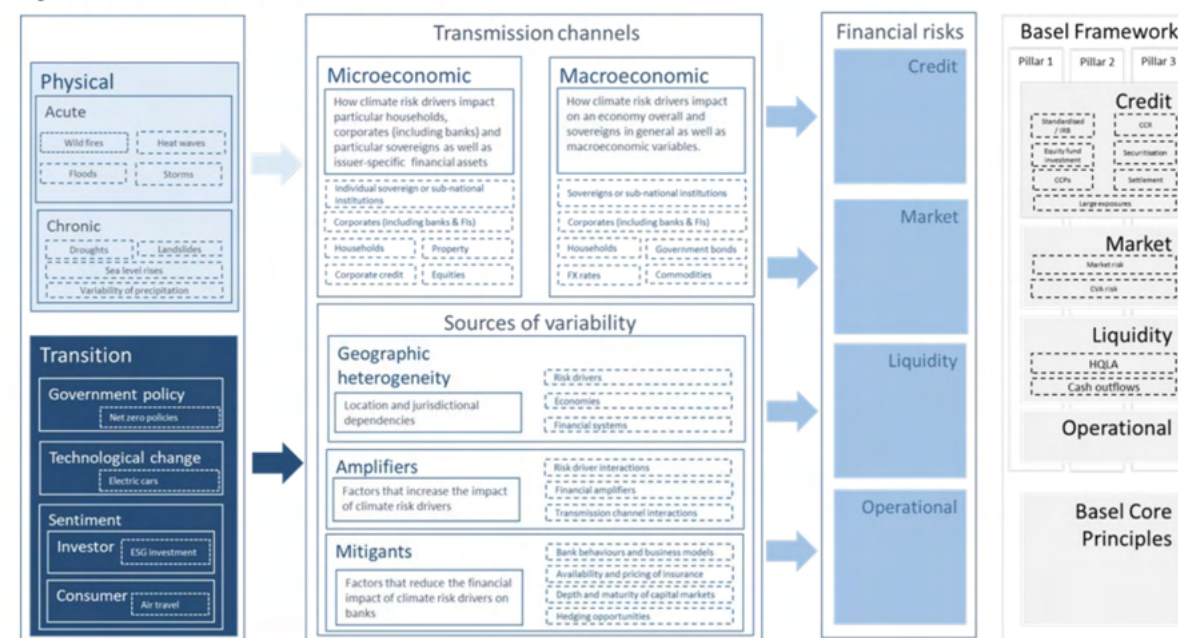 Physical
Acute
Wild fires
Heat waves
Floods
Storms
Chronic
Droughts
Landslides
Sea level rises
Variability of precipitation
Transition
Government policy
Net zero policies
Technological change
Electric cars
Sentiment
Investor
ESG investment
Consumer
Air travel
Transmission channels
Microeconomic
How climate risk drivers impact
particular households,
corporates (including banks) and
particular sovereigns as well as
issuer-specific financial assets
Individual sovereign or sub-national
institutions
Corporates (including banks & FIs)
Households
Property
Corporate credit
Equities
Macroeconomic
How climate risk drivers impact
on an economy overall and
sovereigns in general as well as
macroeconomic variables.
Sovereigns or sub-national institutions
Corporates (including banks & FIs)
Households
Government bonds
FX rates
Commodities
Sources of variability
Geographic
heterogeneity
Location and jurisdictional
dependencies
Risk drivers
Economies
Financial systems
Amplifiers
Factors that increase the impact
of climate risk drivers
Risk driver interactions
Financial amplifiers
Transmission channel interactions
Mitigants
Factors that reduce the financial
impact of climate risk drivers on
banks
Bank behaviours and business models
Availability and pricing of insurance
Depth and maturity of capital markets
Hedging opportunities
Financial risks
Credit
Market
Liquidity
Operational
Basel Framework
Pillar 1
Pillar 2
Pillar 3
Credit
Standardised
/ IRB
CCR
Equity fund
investment
Securitisation
CCPs
Settlement
Large exposures
Market
Market risk
CVA risk
Liquidity
HQLA
Cash outflows
Operational
Basel Core
Principles